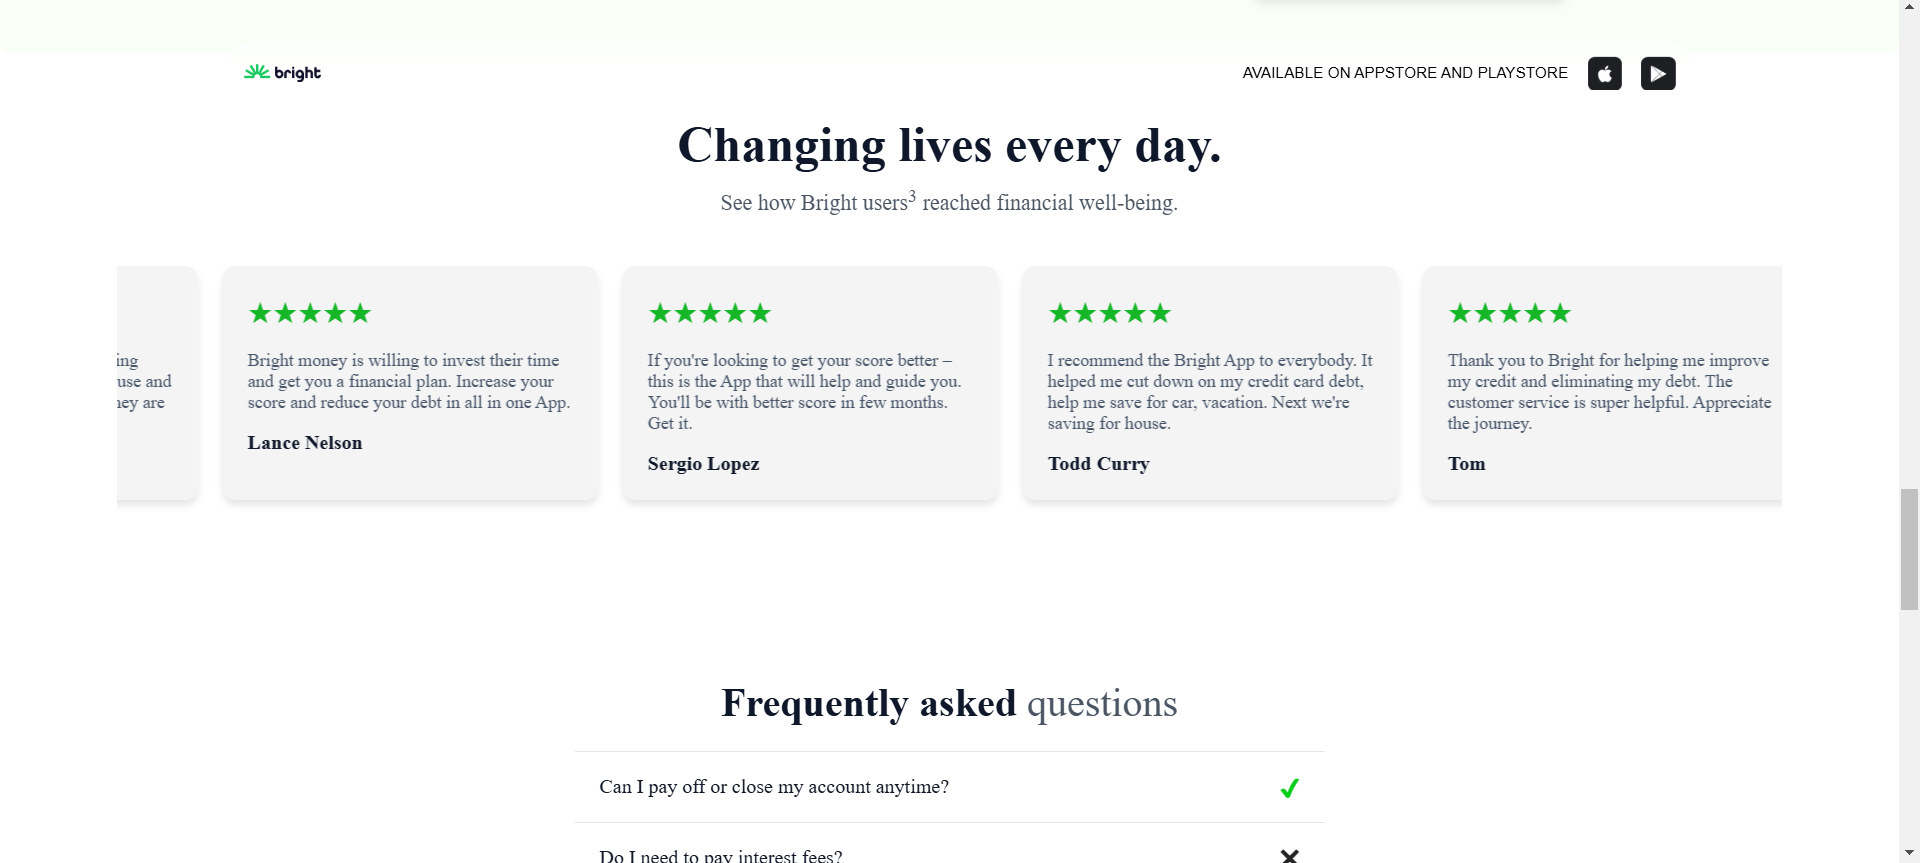 bright
AVAILABLE ON APPSTORE AND PLAYSTORE
Changing lives every day.
See how Bright users3 reached financial well-being.
ing
use and
ney are
Bright money is willing to invest their time
and get you a financial plan. Increase your
score and reduce your debt in all in one App.
Lance Nelson
If you're looking to get your score better –
this is the App that will help and guide you.
You'll be with better score in few months.
Get it.
Sergio Lopez
I recommend the Bright App to everybody. It
helped me cut down on my credit card debt,
help me save for car, vacation. Next we're
saving for house.
Todd Curry
Thank you to Bright for helping me improve
my credit and eliminating my debt. The
customer service is super helpful. Appreciate
the journey.
Tom
Frequently asked questions
Can I pay off or close my account anytime?
Do I need to pay interest fees?